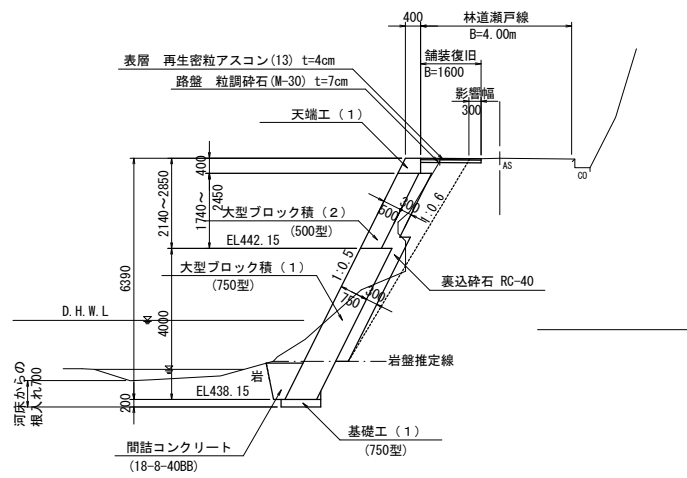 400
林道瀬戸線
B=4.00m
表層 再生密粒アスコン(13) t=4cm
舗装復旧
B=1600
路盤 粒調砕石(M-30) t=7cm
影響幅
300
天端工(1)
AS
CO
400
2140～2850
1740～
2450
大型ブロック積(2)
(500型)
500
300
1:0.6
EL442.15
1:0.5
大型ブロック積(1)
(750型)
裏込砕石 RC-40
750
300
6390
D.H.W.L
4000
岩盤推定線
岩
河床からの
根入れ700
EL438.15
200
基礎工(1)
(750型)
間詰コンクリート
(18-8-40BB)